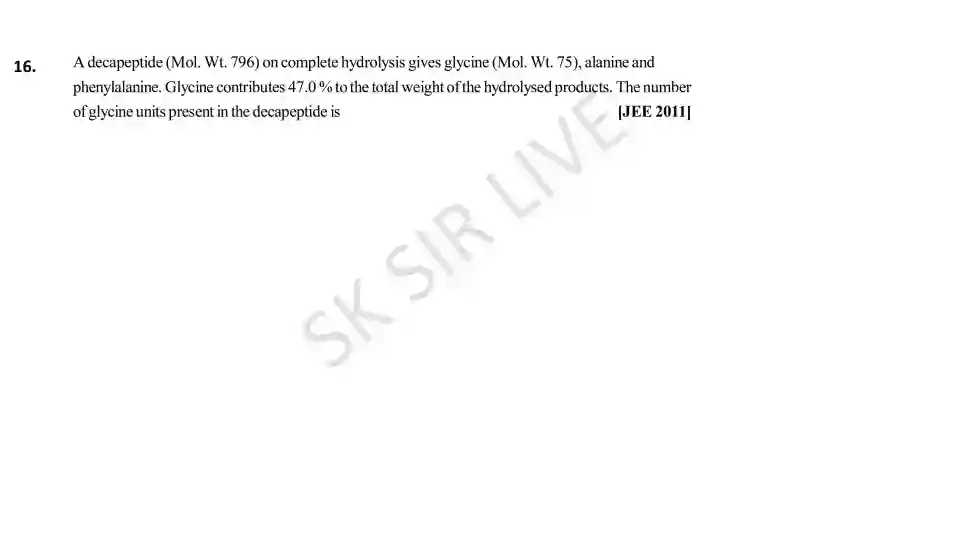 16. A decapeptide (Mol. Wt. 796) on complete hydrolysis gives glycine (Mol. Wt. 75), alanine and
phenylalanine. Glycine contributes 47.0 % to the total weight of the hydrolysed products. The number
of glycine units present in the decapeptide is [JEE 2011]
SK SIR LIVE